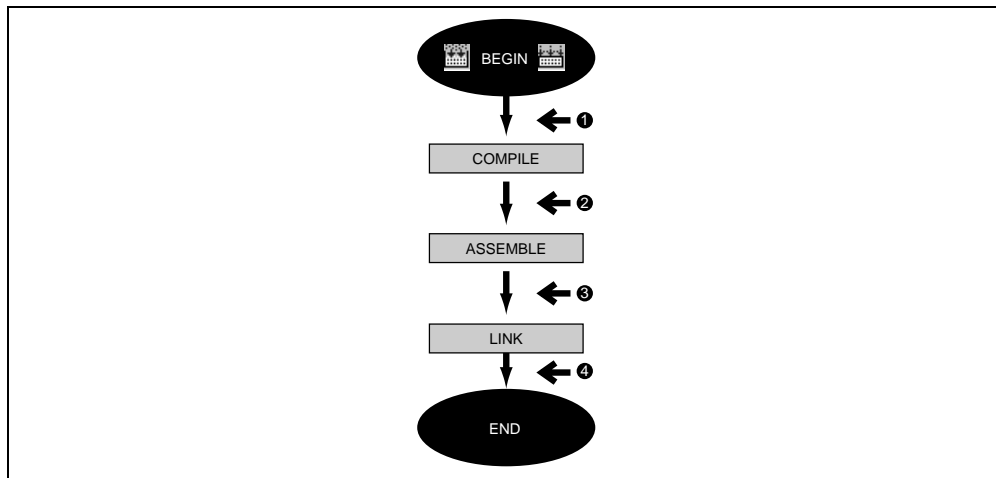 BEGIN
❶
COMPILE
❷
ASSEMBLE
❸
LINK
❹
END